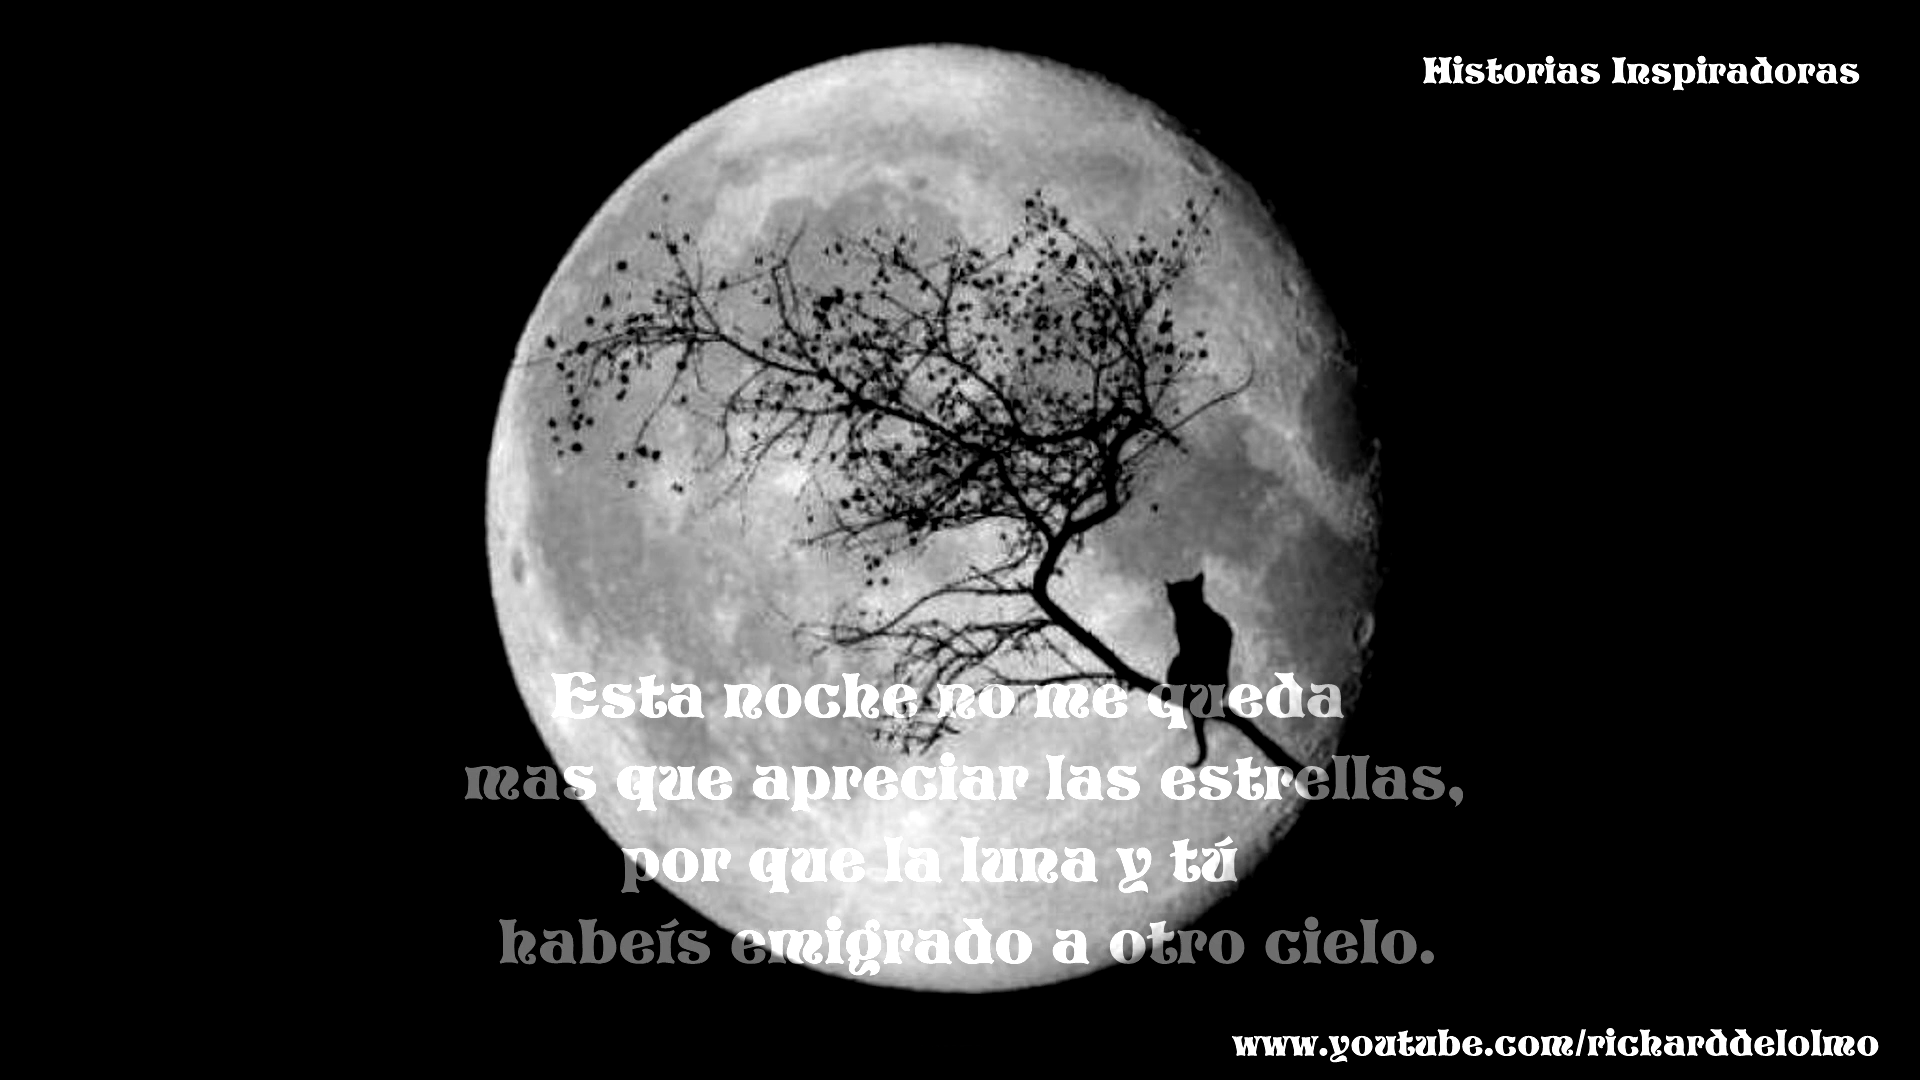 Historias Inspiradoras
Esta noche no me queda
mas que apreciar las estrellas,
por que la luna y tú
habeís emigrado a otro cielo.
www.youtube.com/richarddelolmo